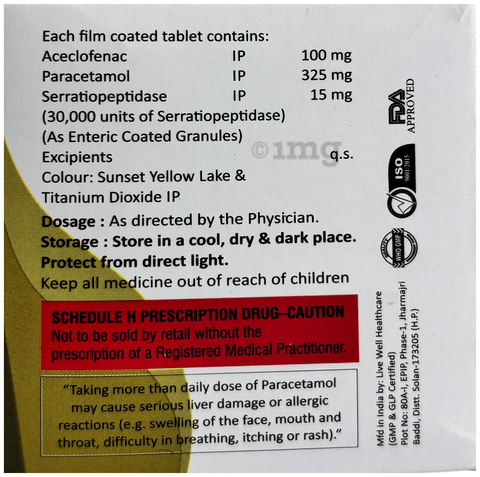 Each film coated tablet contains:
Aceclofenac IP 100 mg
Paracetamol IP 325 mg
Serratiopeptidase IP 15 mg
(30,000 units of Serratiopeptidase)
(As Enteric Coated Granules)
Excipients q.s.
Colour: Sunset Yellow Lake &
Titanium Dioxide IP
Dosage : As directed by the Physician.
Storage : Store in a cool, dry & dark place.
Protect from direct light.
Keep all medicine out of reach of children
SCHEDULE H PRESCRIPTION DRUG–CAUTION
Not to be sold by retail without the
prescription of a Registered Medical Practitioner.
“Taking more than daily dose of Paracetamol
may cause serious liver damage or allergic
reactions (e.g. swelling of the face, mouth and
throat, difficulty in breathing, itching or rash).”
©1mg
FDA
APPROVED
ISO
9001:2015
WHO GMP
Mfd in India by: Live Well Healthcare
(GMP & GLP Certified)
Plot No: 80A-I, EPIP, Phase-1, Jharmajri
Baddi, Distt. Solan-173205 (H.P.)